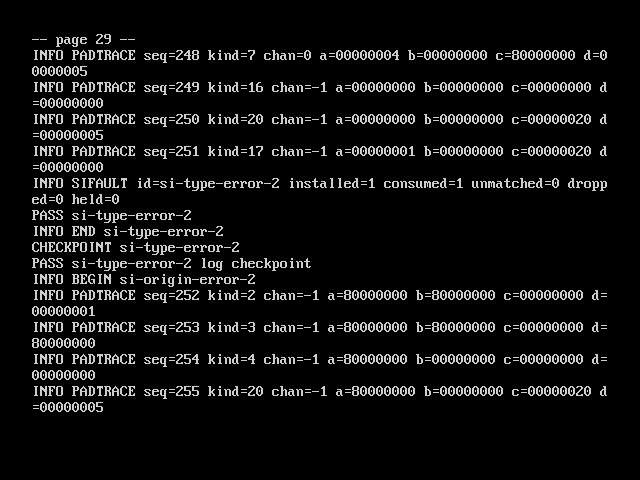 -- page 29 --
INFO PADTRACE seq=248 kind=7 chan=0 a=00000004 b=00000000 c=80000000 d=0
0000005
INFO PADTRACE seq=249 kind=16 chan=-1 a=00000000 b=00000000 c=00000000 d
=00000000
INFO PADTRACE seq=250 kind=20 chan=-1 a=00000000 b=00000000 c=00000020 d
=00000005
INFO PADTRACE seq=251 kind=17 chan=-1 a=00000001 b=00000000 c=00000020 d
=00000000
INFO SIFAULT id=si-type-error-2 installed=1 consumed=1 unmatched=0 dropp
ed=0 held=0
PASS si-type-error-2
INFO END si-type-error-2
CHECKPOINT si-type-error-2
PASS si-type-error-2 log checkpoint
INFO BEGIN si-origin-error-2
INFO PADTRACE seq=252 kind=2 chan=-1 a=80000000 b=80000000 c=00000000 d=
00000001
INFO PADTRACE seq=253 kind=3 chan=-1 a=80000000 b=80000000 c=00000000 d=
80000000
INFO PADTRACE seq=254 kind=4 chan=-1 a=80000000 b=00000000 c=00000000 d=
00000000
INFO PADTRACE seq=255 kind=20 chan=-1 a=80000000 b=00000000 c=00000020 d
=00000005